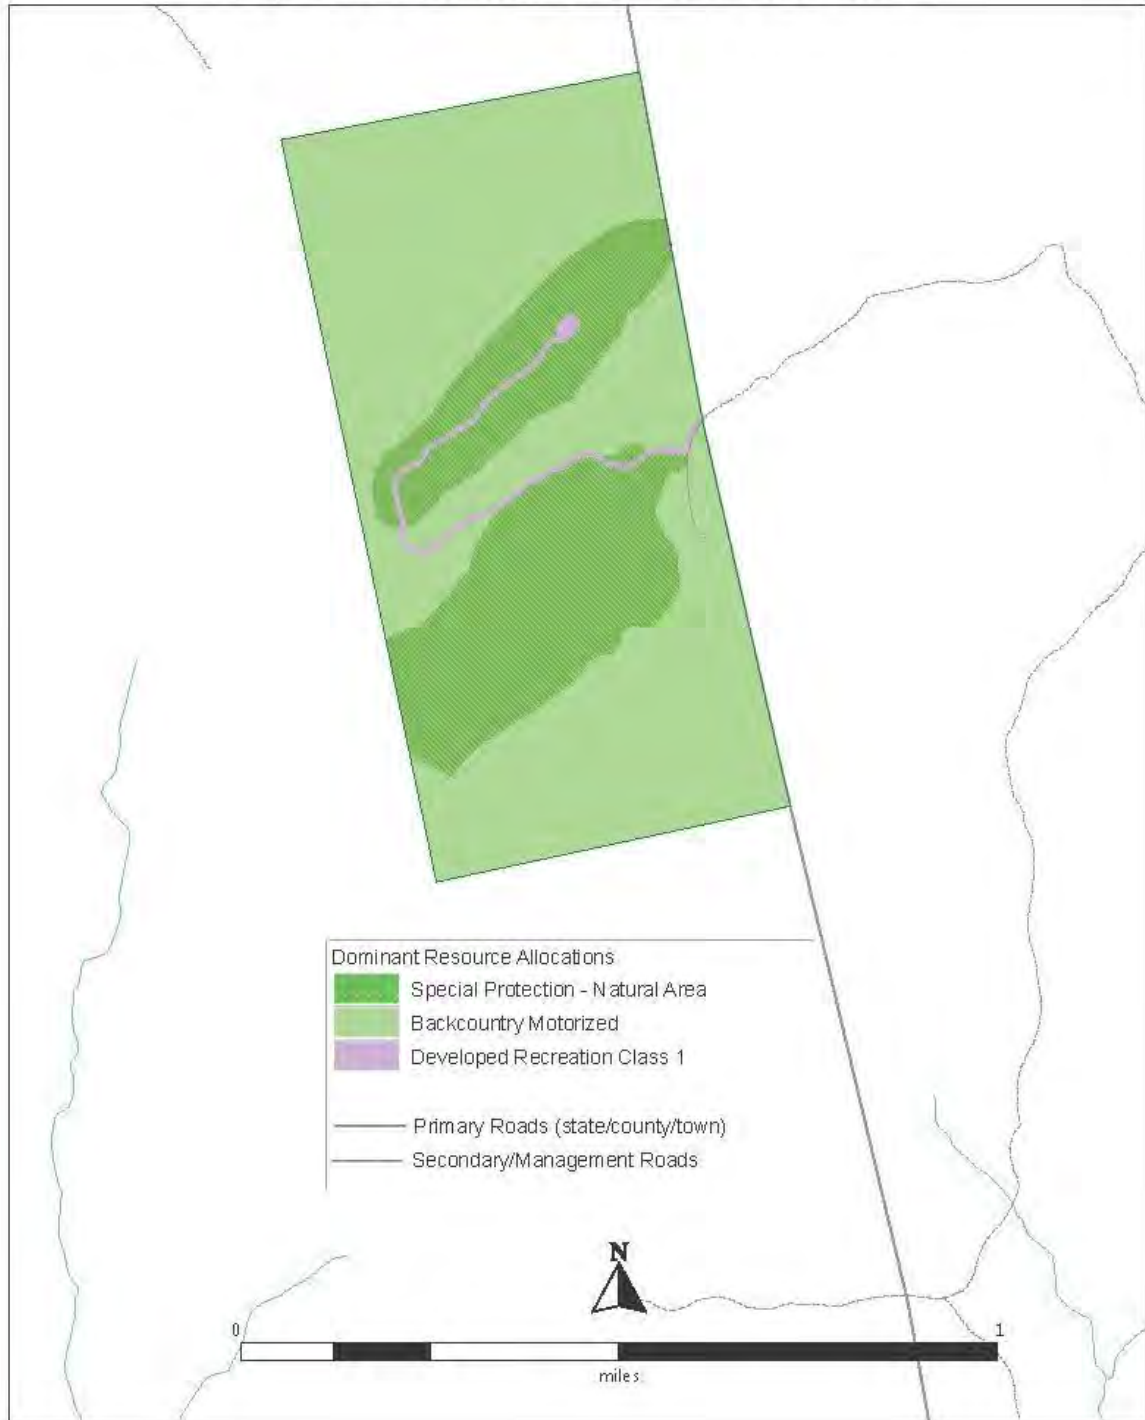 Dominant Resource Allocations
Special Protection - Natural Area
Backcountry Motorized
Developed Recreation Class 1
Primary Roads (state/county/town)
Secondary/Management Roads
N
0 1
miles